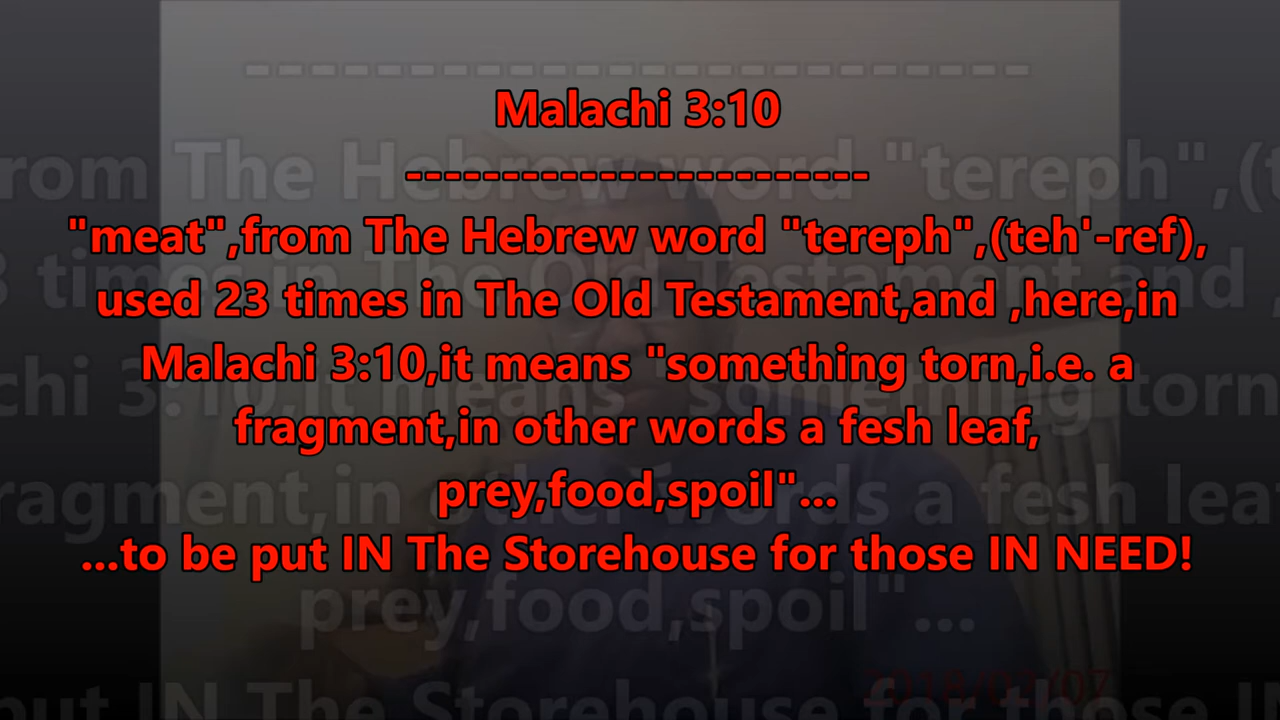 --------------------------
Malachi 3:10
------------------------
"meat",from The Hebrew word "tereph",(teh'-ref),
used 23 times in The Old Testament,and ,here,in
Malachi 3:10,it means "something torn,i.e. a
fragment,in other words a fesh leaf,
prey,food,spoil"...
...to be put IN The Storehouse for those IN NEED!